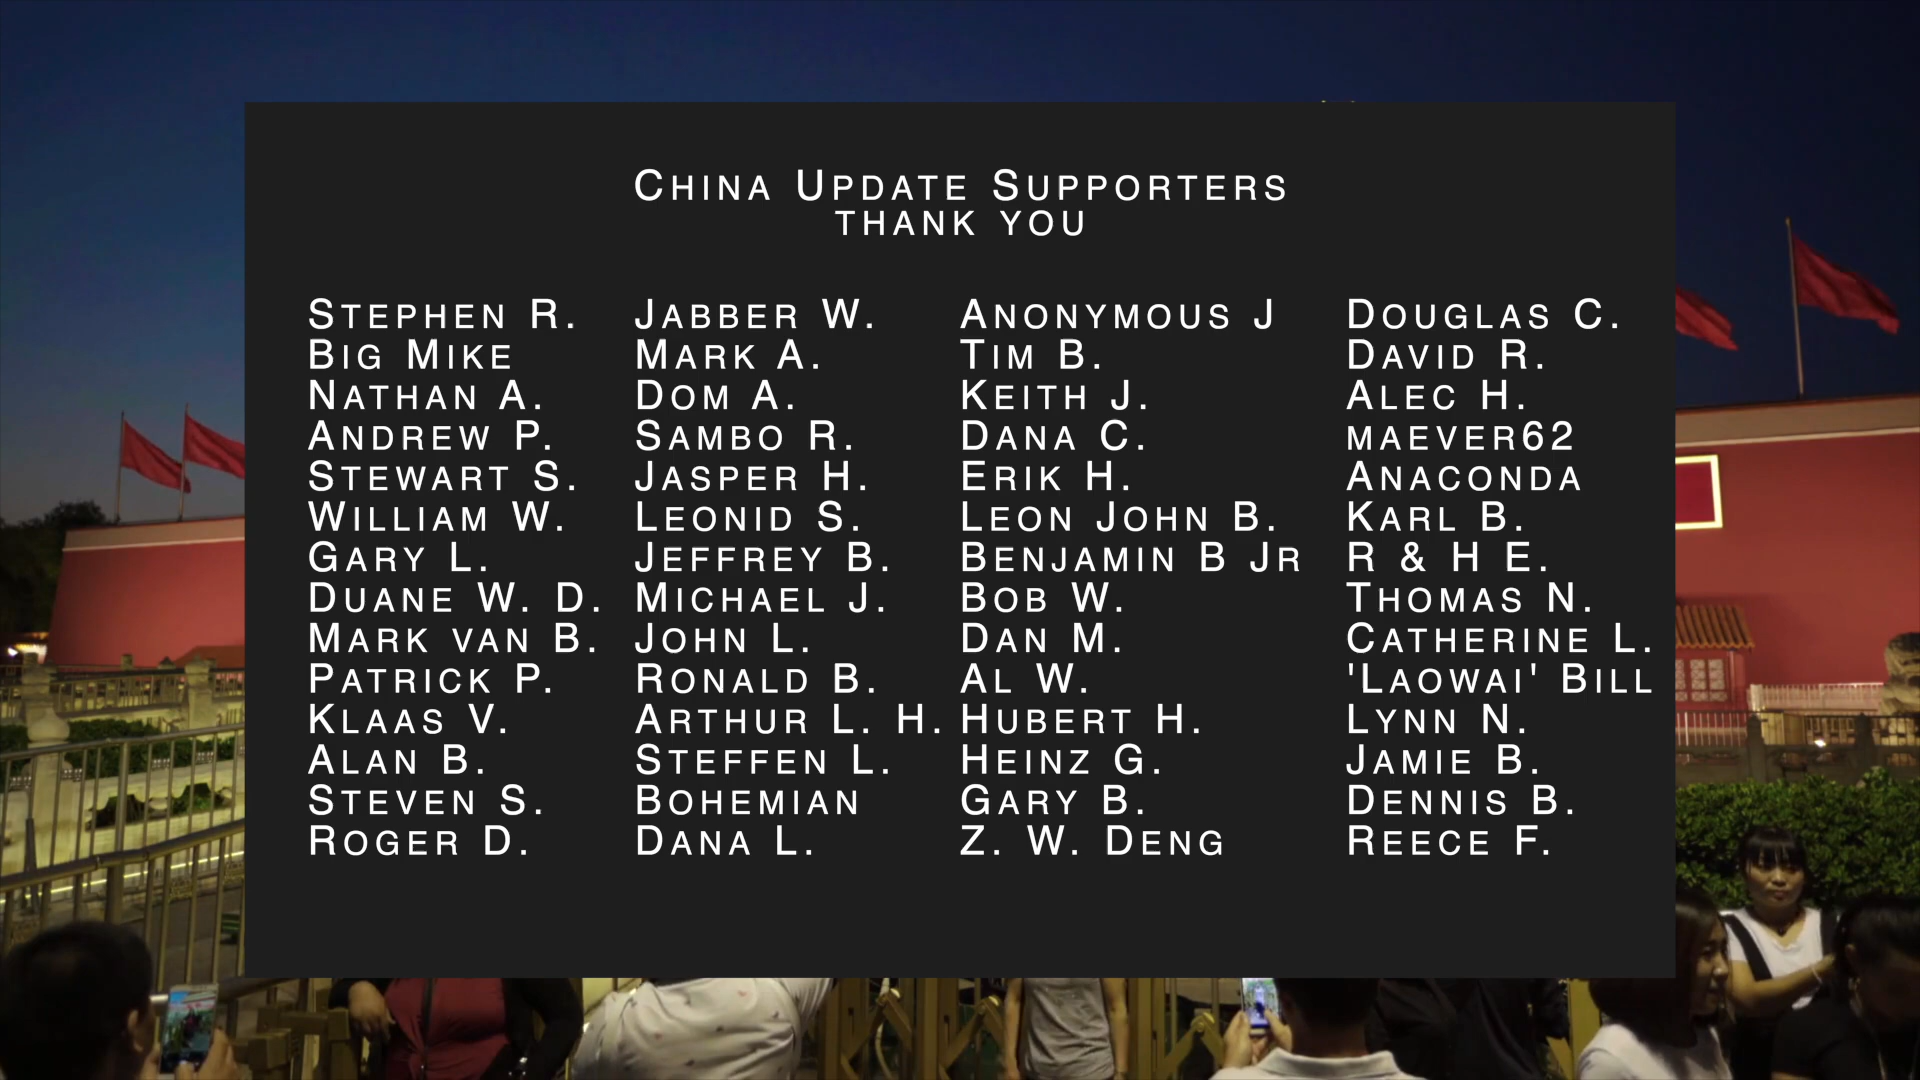 China Update Supporters
thank you
Stephen R.
Big Mike
Nathan A.
Andrew P.
Stewart S.
William W.
Gary L.
Duane W. D.
Mark van B.
Patrick P.
Klaas V.
Alan B.
Steven S.
Roger D.
Jabber W.
Mark A.
Dom A.
Sambo R.
Jasper H.
Leonid S.
Jeffrey B.
Michael J.
John L.
Ronald B.
Arthur L. H.
Steffen L.
Bohemian
Dana L.
Anonymous J
Tim B.
Keith J.
Dana C.
Erik H.
Leon John B.
Benjamin B Jr
Bob W.
Dan M.
Al W.
Hubert H.
Heinz G.
Gary B.
Z. W. Deng
Douglas C.
David R.
Alec H.
maever62
Anaconda
Karl B.
R & H E.
Thomas N.
Catherine L.
'Laowai' Bill
Lynn N.
Jamie B.
Dennis B.
Reece F.